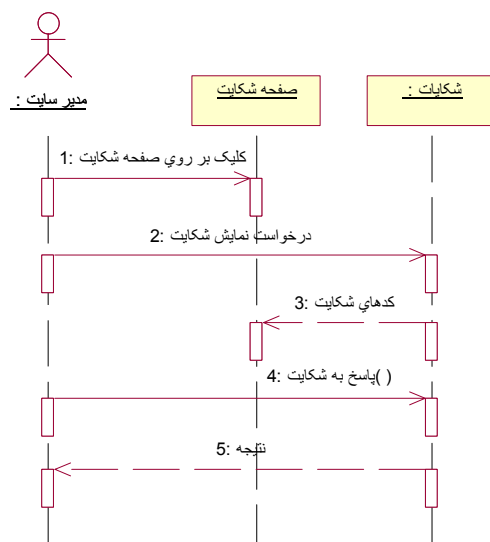 مدير سايت :
صفحه شکايت
شکايات :
1: کليک بر روي صفحه شکايت
2: درخواست نمايش شکايت
3: کدهاي شکايت
4: پاسخ به شکايت( )
5: نتيجه